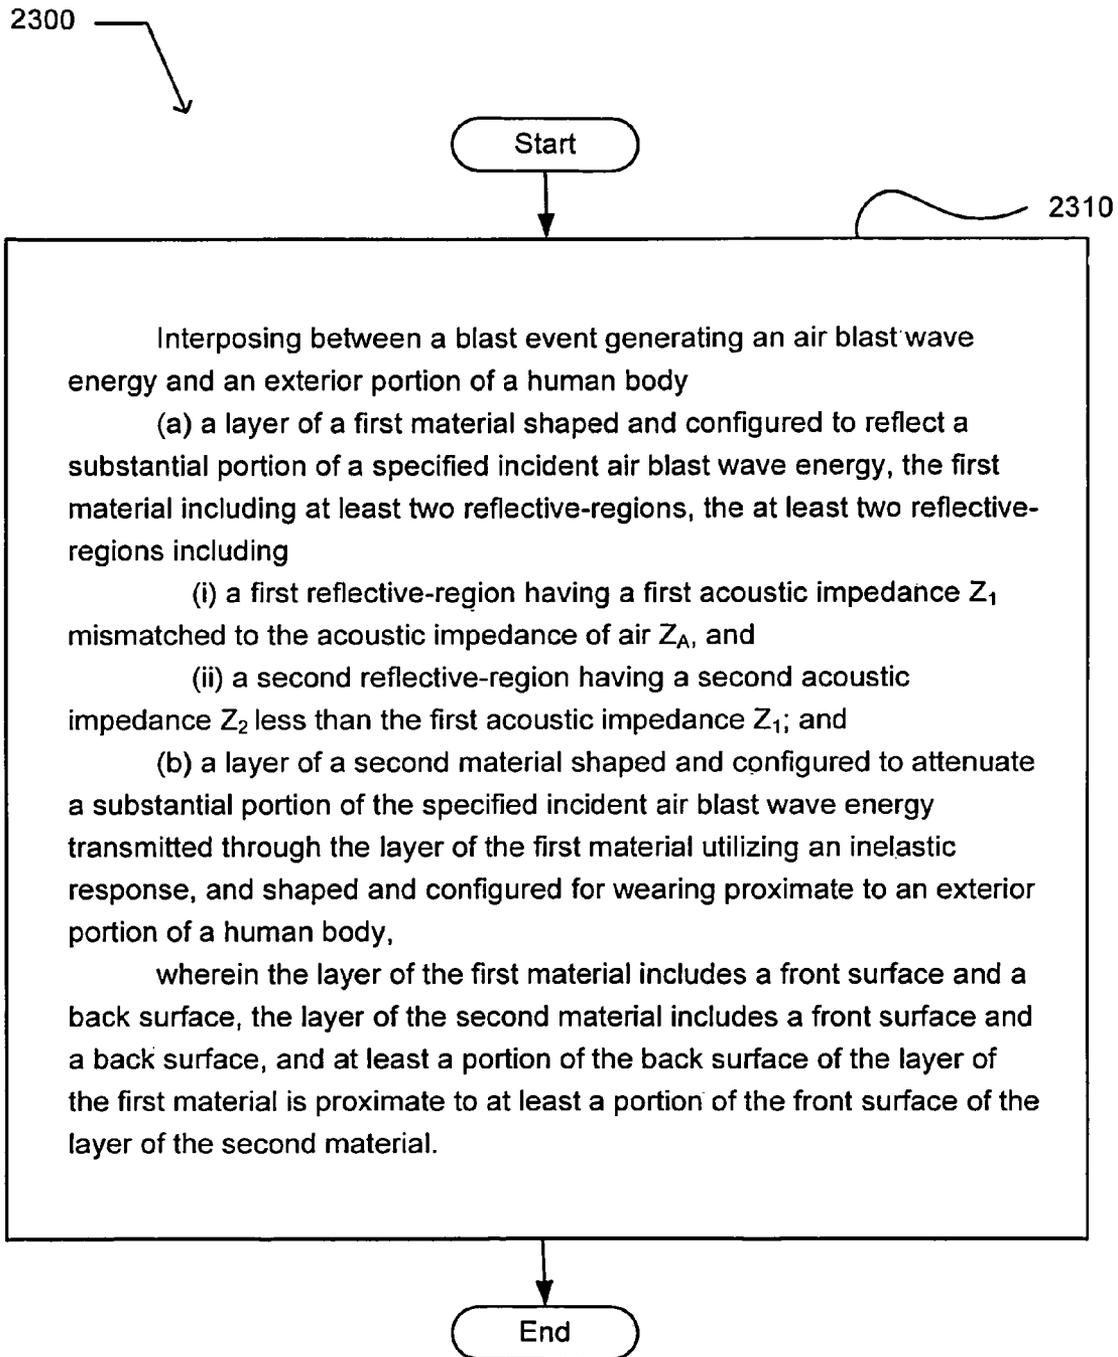 2300
Start
2310
Interposing between a blast event generating an air blast wave
energy and an exterior portion of a human body
(a) a layer of a first material shaped and configured to reflect a
substantial portion of a specified incident air blast wave energy, the first
material including at least two reflective-regions, the at least two reflective-
regions including
(i) a first reflective-region having a first acoustic impedance Z₁
mismatched to the acoustic impedance of air Z_A, and
(ii) a second reflective-region having a second acoustic
impedance Z₂ less than the first acoustic impedance Z₁; and
(b) a layer of a second material shaped and configured to attenuate
a substantial portion of the specified incident air blast wave energy
transmitted through the layer of the first material utilizing an inelastic
response, and shaped and configured for wearing proximate to an exterior
portion of a human body,
wherein the layer of the first material includes a front surface and a
back surface, the layer of the second material includes a front surface and
a back surface, and at least a portion of the back surface of the layer of
the first material is proximate to at least a portion of the front surface of the
layer of the second material.
End